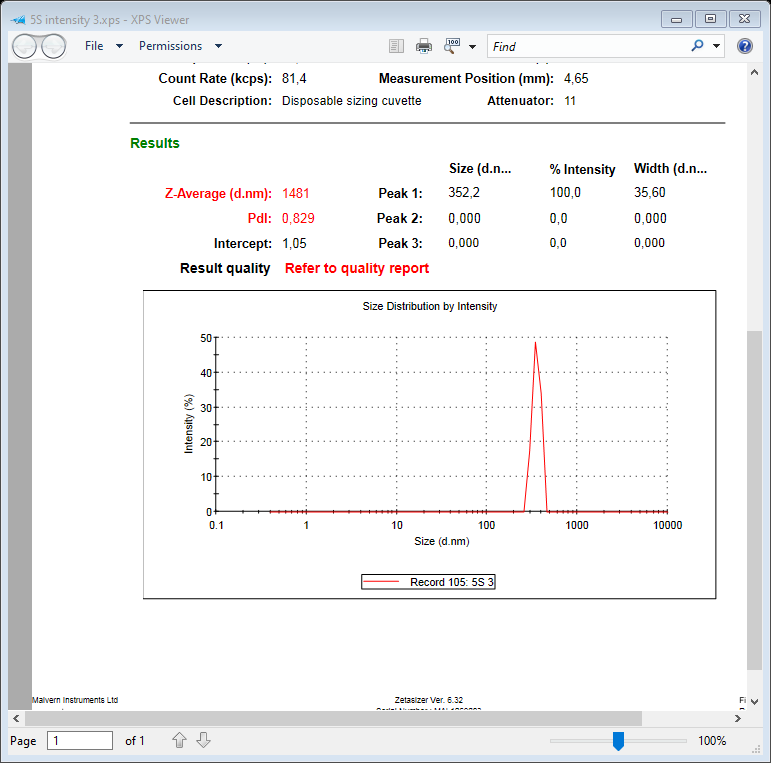 5S intensity 3.xps - XPS Viewer
File Permissions 100 Find
Count Rate (kcps): 81,4 Measurement Position (mm): 4,65
Cell Description: Disposable sizing cuvette Attenuator: 11
Results
Size (d.n... % Intensity Width (d.n...
Z-Average (d.nm): 1481 Peak 1: 352,2 100,0 35,60
PdI: 0,829 Peak 2: 0,000 0,0 0,000
Intercept: 1,05 Peak 3: 0,000 0,0 0,000
Result quality Refer to quality report
Size Distribution by Intensity
50
40
30
20
10
0
Intensity (%)
0.1 1 10 100 1000 10000
Size (d.nm)
Record 105: 5S 3
Malvern Instruments Ltd Zetasizer Ver. 6.32 Fi
Page 1 of 1 100%